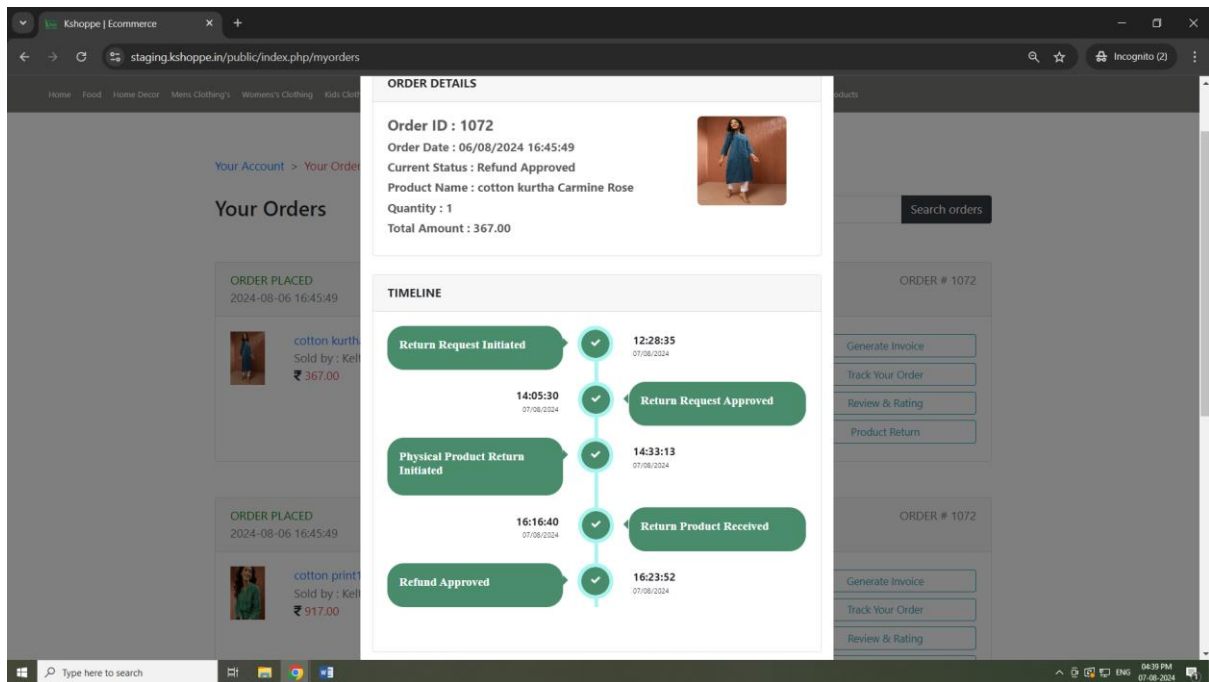 Kshoppe | Ecommerce
staging.kshoppe.in/public/index.php/myorders
Incognito (2)
Home Food Home Decor Mens Clothing's Womens's Clothing Kids
Your Account > Your Order
Your Orders
Search orders
ORDER DETAILS
Order ID : 1072
Order Date : 06/08/2024 16:45:49
Current Status : Refund Approved
Product Name : cotton kurtha Carmine Rose
Quantity : 1
Total Amount : 367.00
TIMELINE
Return Request Initiated
12:28:35
07/08/2024
14:05:30
07/08/2024
Return Request Approved
Physical Product Return
Initiated
14:33:13
07/08/2024
16:16:40
07/08/2024
Return Product Received
Refund Approved
16:23:52
07/08/2024
ORDER PLACED
2024-08-06 16:45:49
ORDER # 1072
cotton kurth
Sold by : Kelt
₹ 367.00
Generate Invoice
Track Your Order
Review & Rating
Product Return
ORDER PLACED
2024-08-06 16:45:49
ORDER # 1072
cotton print1
Sold by : Kelt
₹ 917.00
Generate Invoice
Track Your Order
Review & Rating
Type here to search
ENG
04:39 PM
07-08-2024